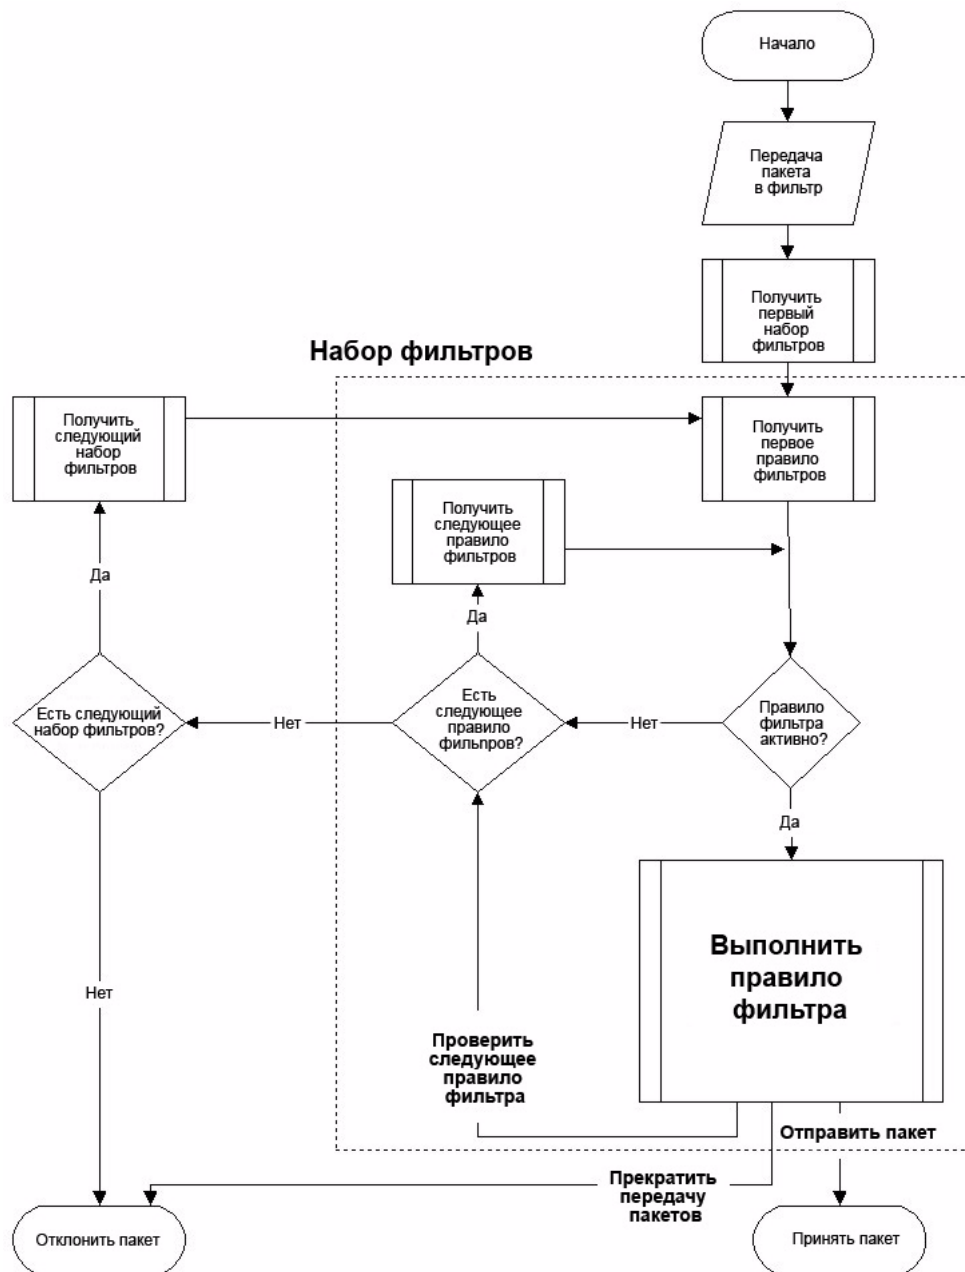 Начало
Передача
пакета
в фильтр
Получить
первый
набор
фильтров
Набор фильтров
Получить
следующий
набор
фильтров
Получить
первое
правило
фильтров
Получить
следующее
правило
фильтров
Да
Да
Есть следующий
набор фильтров?
Нет
Есть
следующее
правило
фильпров?
Нет
Правило
фильтра
активно?
Да
Выполнить
правило
фильтра
Нет
Проверить
следующее
правило
фильтра
Отправить пакет
Прекратить
передачу
пакетов
Отклонить пакет
Принять пакет